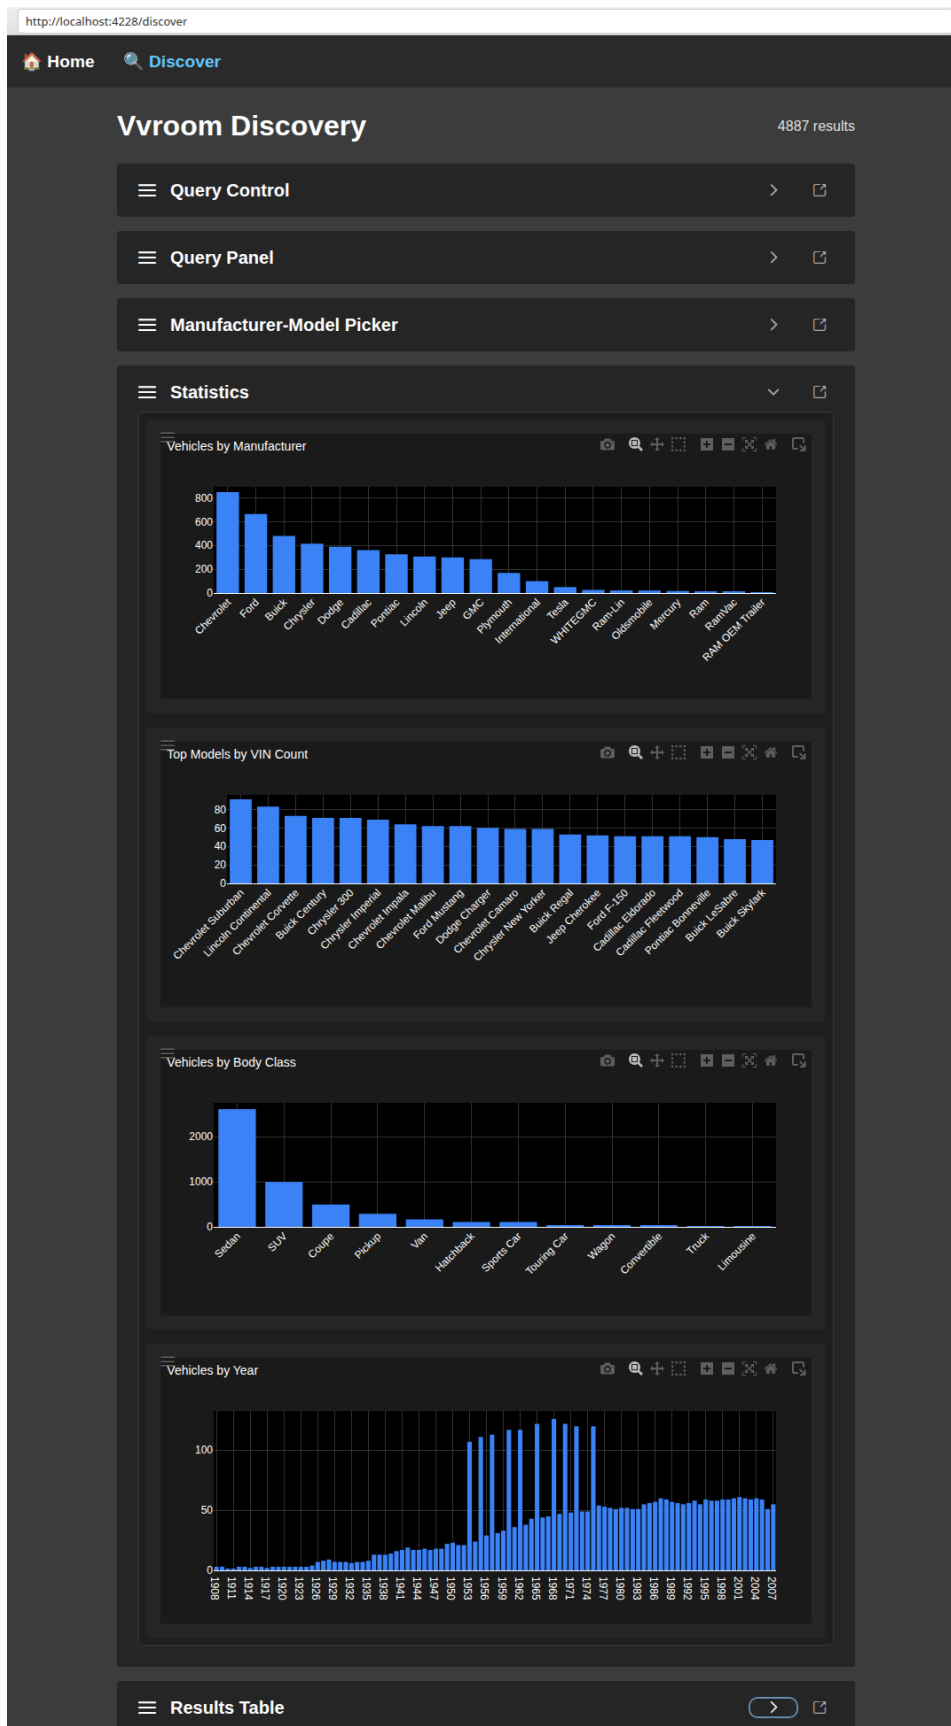 http://localhost:4228/discover
🏠 Home 🔍 Discover
Vvroom Discovery
4887 results
Query Control
Query Panel
Manufacturer-Model Picker
Statistics
Vehicles by Manufacturer
800
600
400
200
0
Chevrolet Ford Buick Chrysler Dodge Cadillac Pontiac Lincoln Jeep GMC Plymouth International Tesla WHITEGMC Ram-Lin Oldsmobile Mercury Ram RamVac RAM OEM Trailer
Top Models by VIN Count
80
60
40
20
0
Chevrolet Suburban Lincoln Continental Chevrolet Corvette Buick Century Chrysler 300 Chrysler Imperial Chevrolet Impala Chevrolet Malibu Ford Mustang Dodge Charger Chevrolet Camaro Chrysler New Yorker Buick Regal Jeep Cherokee Ford F-150 Cadillac Eldorado Cadillac Fleetwood Pontiac Bonneville Buick LeSabre Buick Skylark
Vehicles by Body Class
2000
1000
0
Sedan SUV Coupe Pickup Van Hatchback Sports Car Touring Car Wagon Convertible Truck Limousine
Vehicles by Year
100
50
0
1908 1911 1914 1917 1920 1923 1926 1929 1932 1935 1938 1941 1944 1947 1950 1953 1956 1959 1962 1965 1968 1971 1974 1977 1980 1983 1986 1989 1992 1995 1998 2001 2004 2007
Results Table